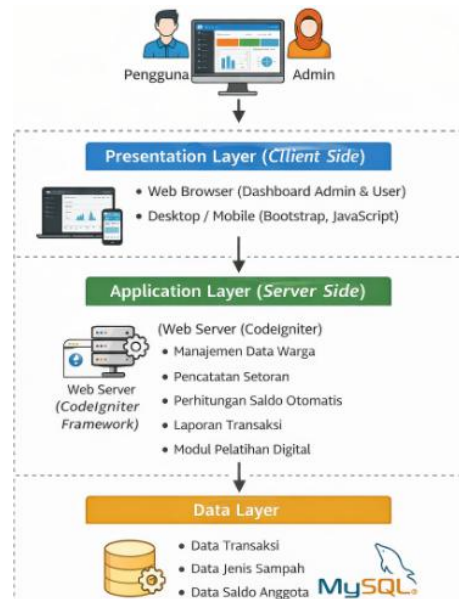 Pengguna
Admin
Presentation Layer (Cllient Side)
• Web Browser (Dashboard Admin & User)
• Desktop / Mobile (Bootstrap, JavaScript)
Application Layer (Server Side)
Web Server
(CodeIgniter
Framework)
(Web Server (CodeIgniter)
• Manajemen Data Warga
• Pencatatan Setoran
• Perhitungan Saldo Otomatis
• Laporan Transaksi
• Modul Pelatihan Digital
Data Layer
• Data Transaksi
• Data Jenis Sampah
• Data Saldo Anggota
MySQL